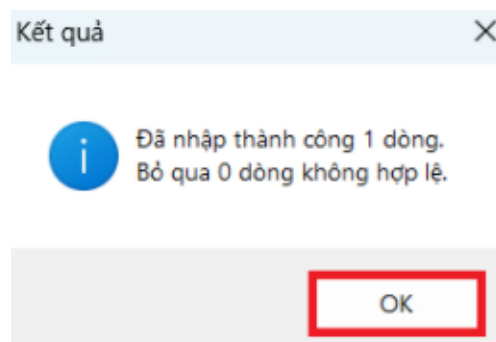 Kết quả
Đã nhập thành công 1 dòng.
Bỏ qua 0 dòng không hợp lệ.
OK